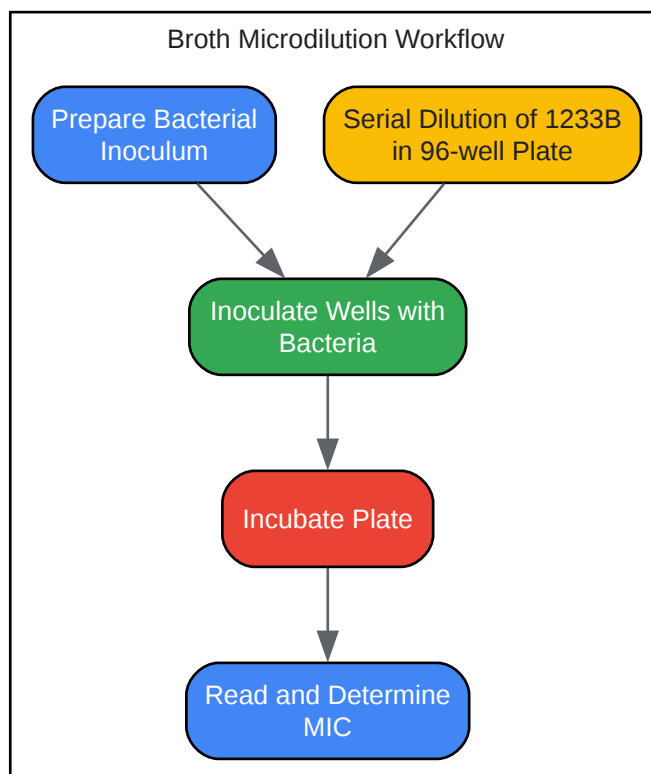 Broth Microdilution Workflow
Prepare Bacterial
Inoculum
Serial Dilution of 1233B
in 96-well Plate
Inoculate Wells with
Bacteria
Incubate Plate
Read and Determine
MIC